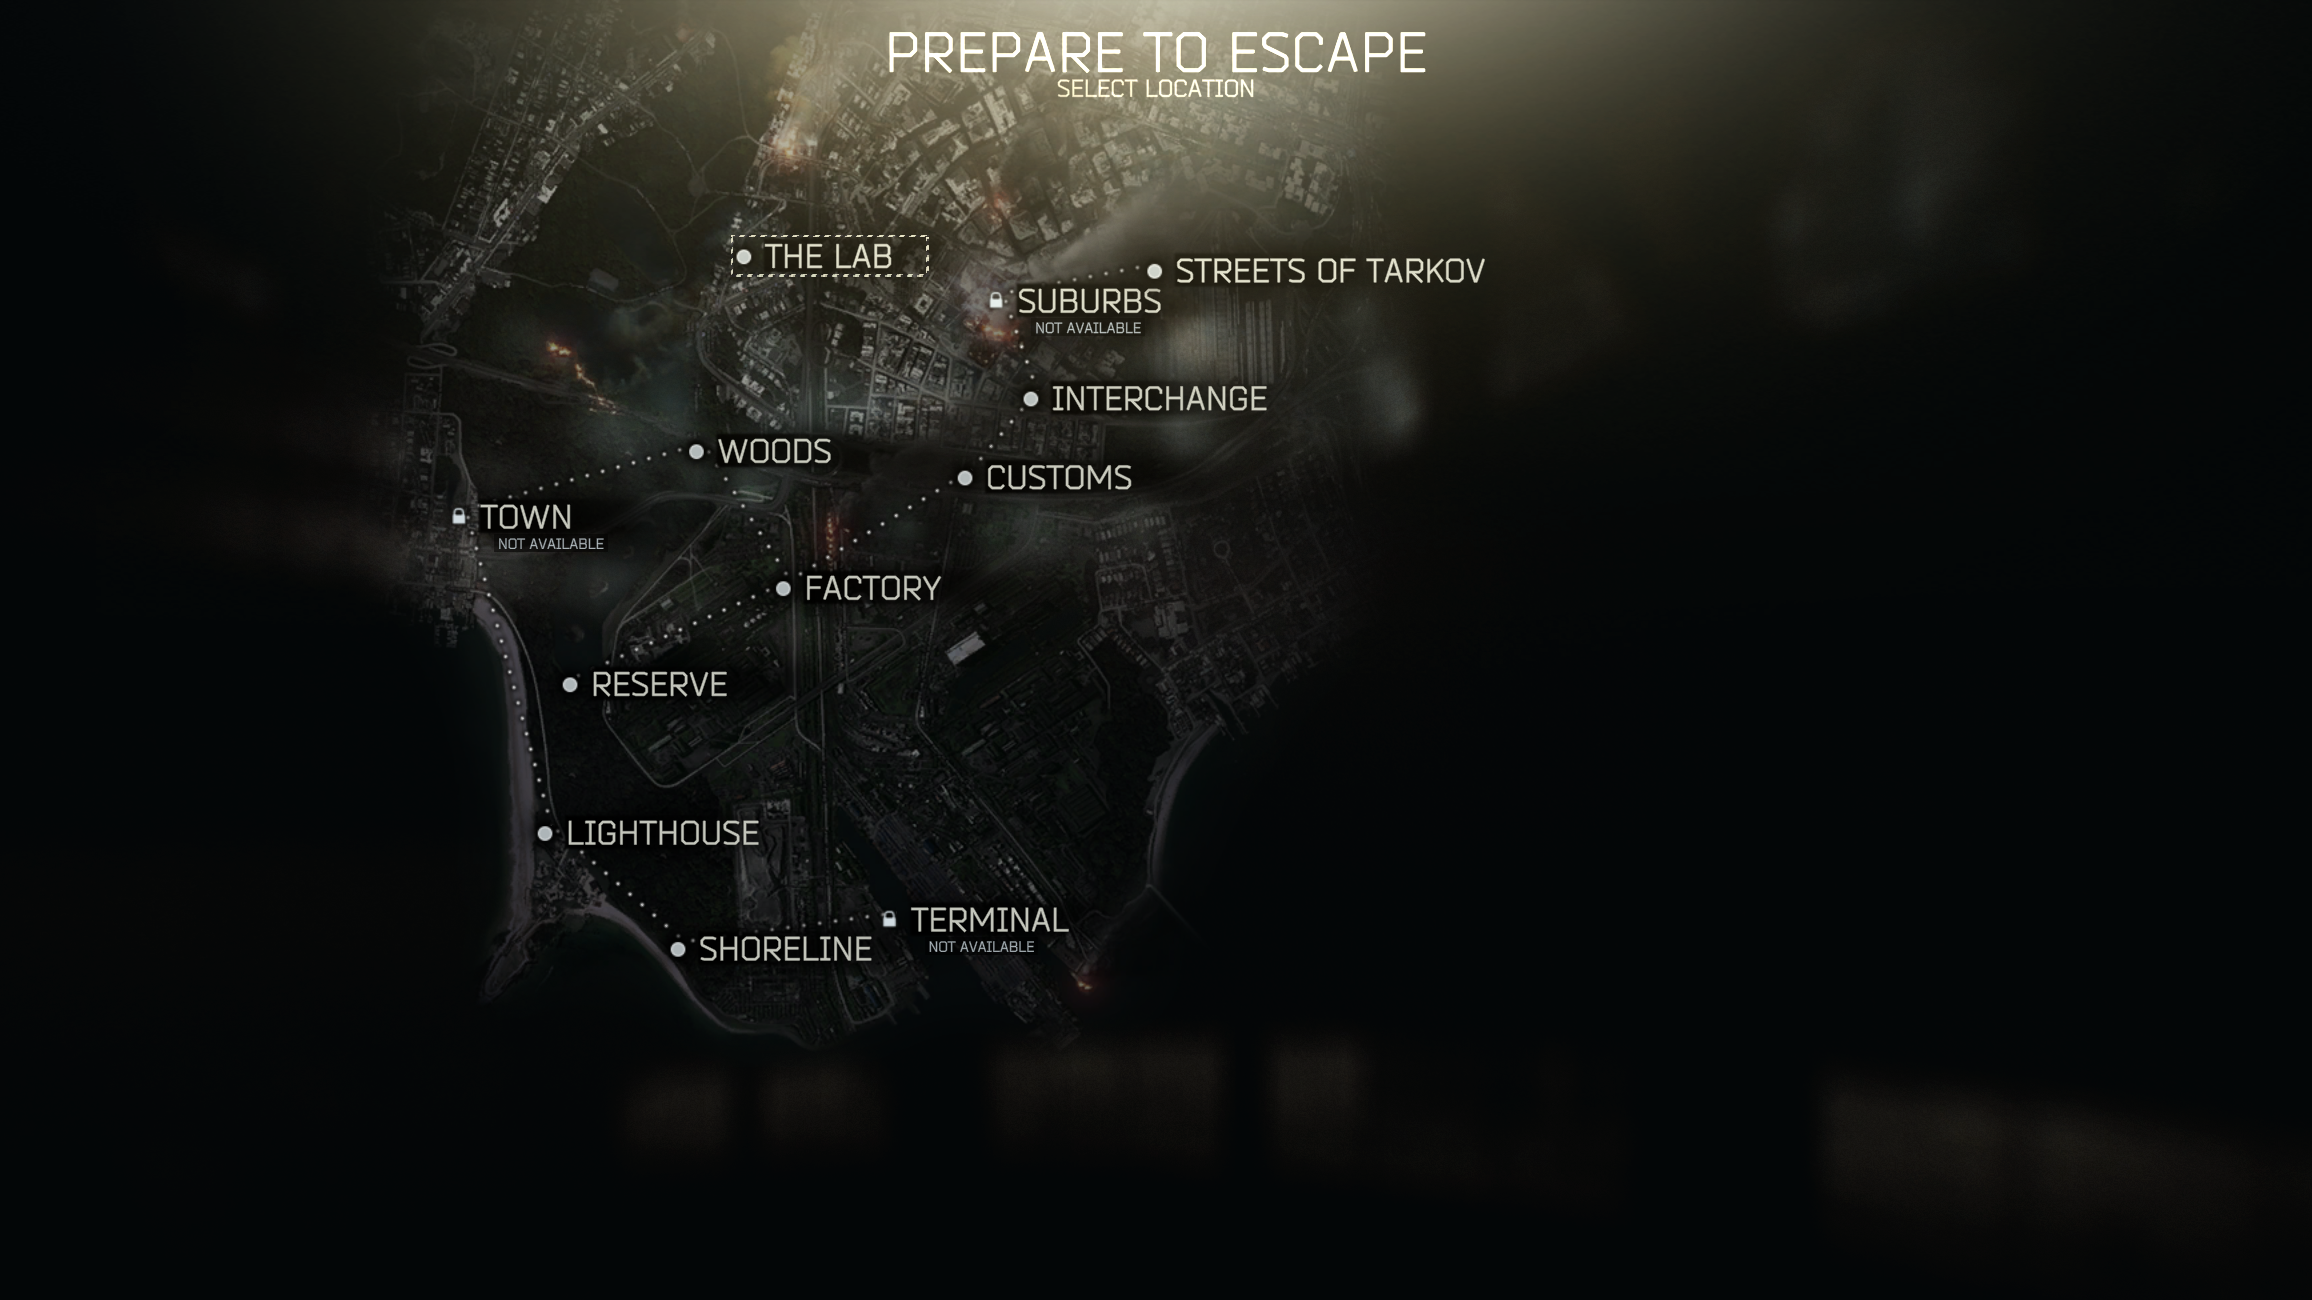 PREPARE TO ESCAPE
SELECT LOCATION
THE LAB
STREETS OF TARKOV
SUBURBS
NOT AVAILABLE
INTERCHANGE
WOODS
CUSTOMS
TOWN
NOT AVAILABLE
FACTORY
RESERVE
LIGHTHOUSE
TERMINAL
NOT AVAILABLE
SHORELINE